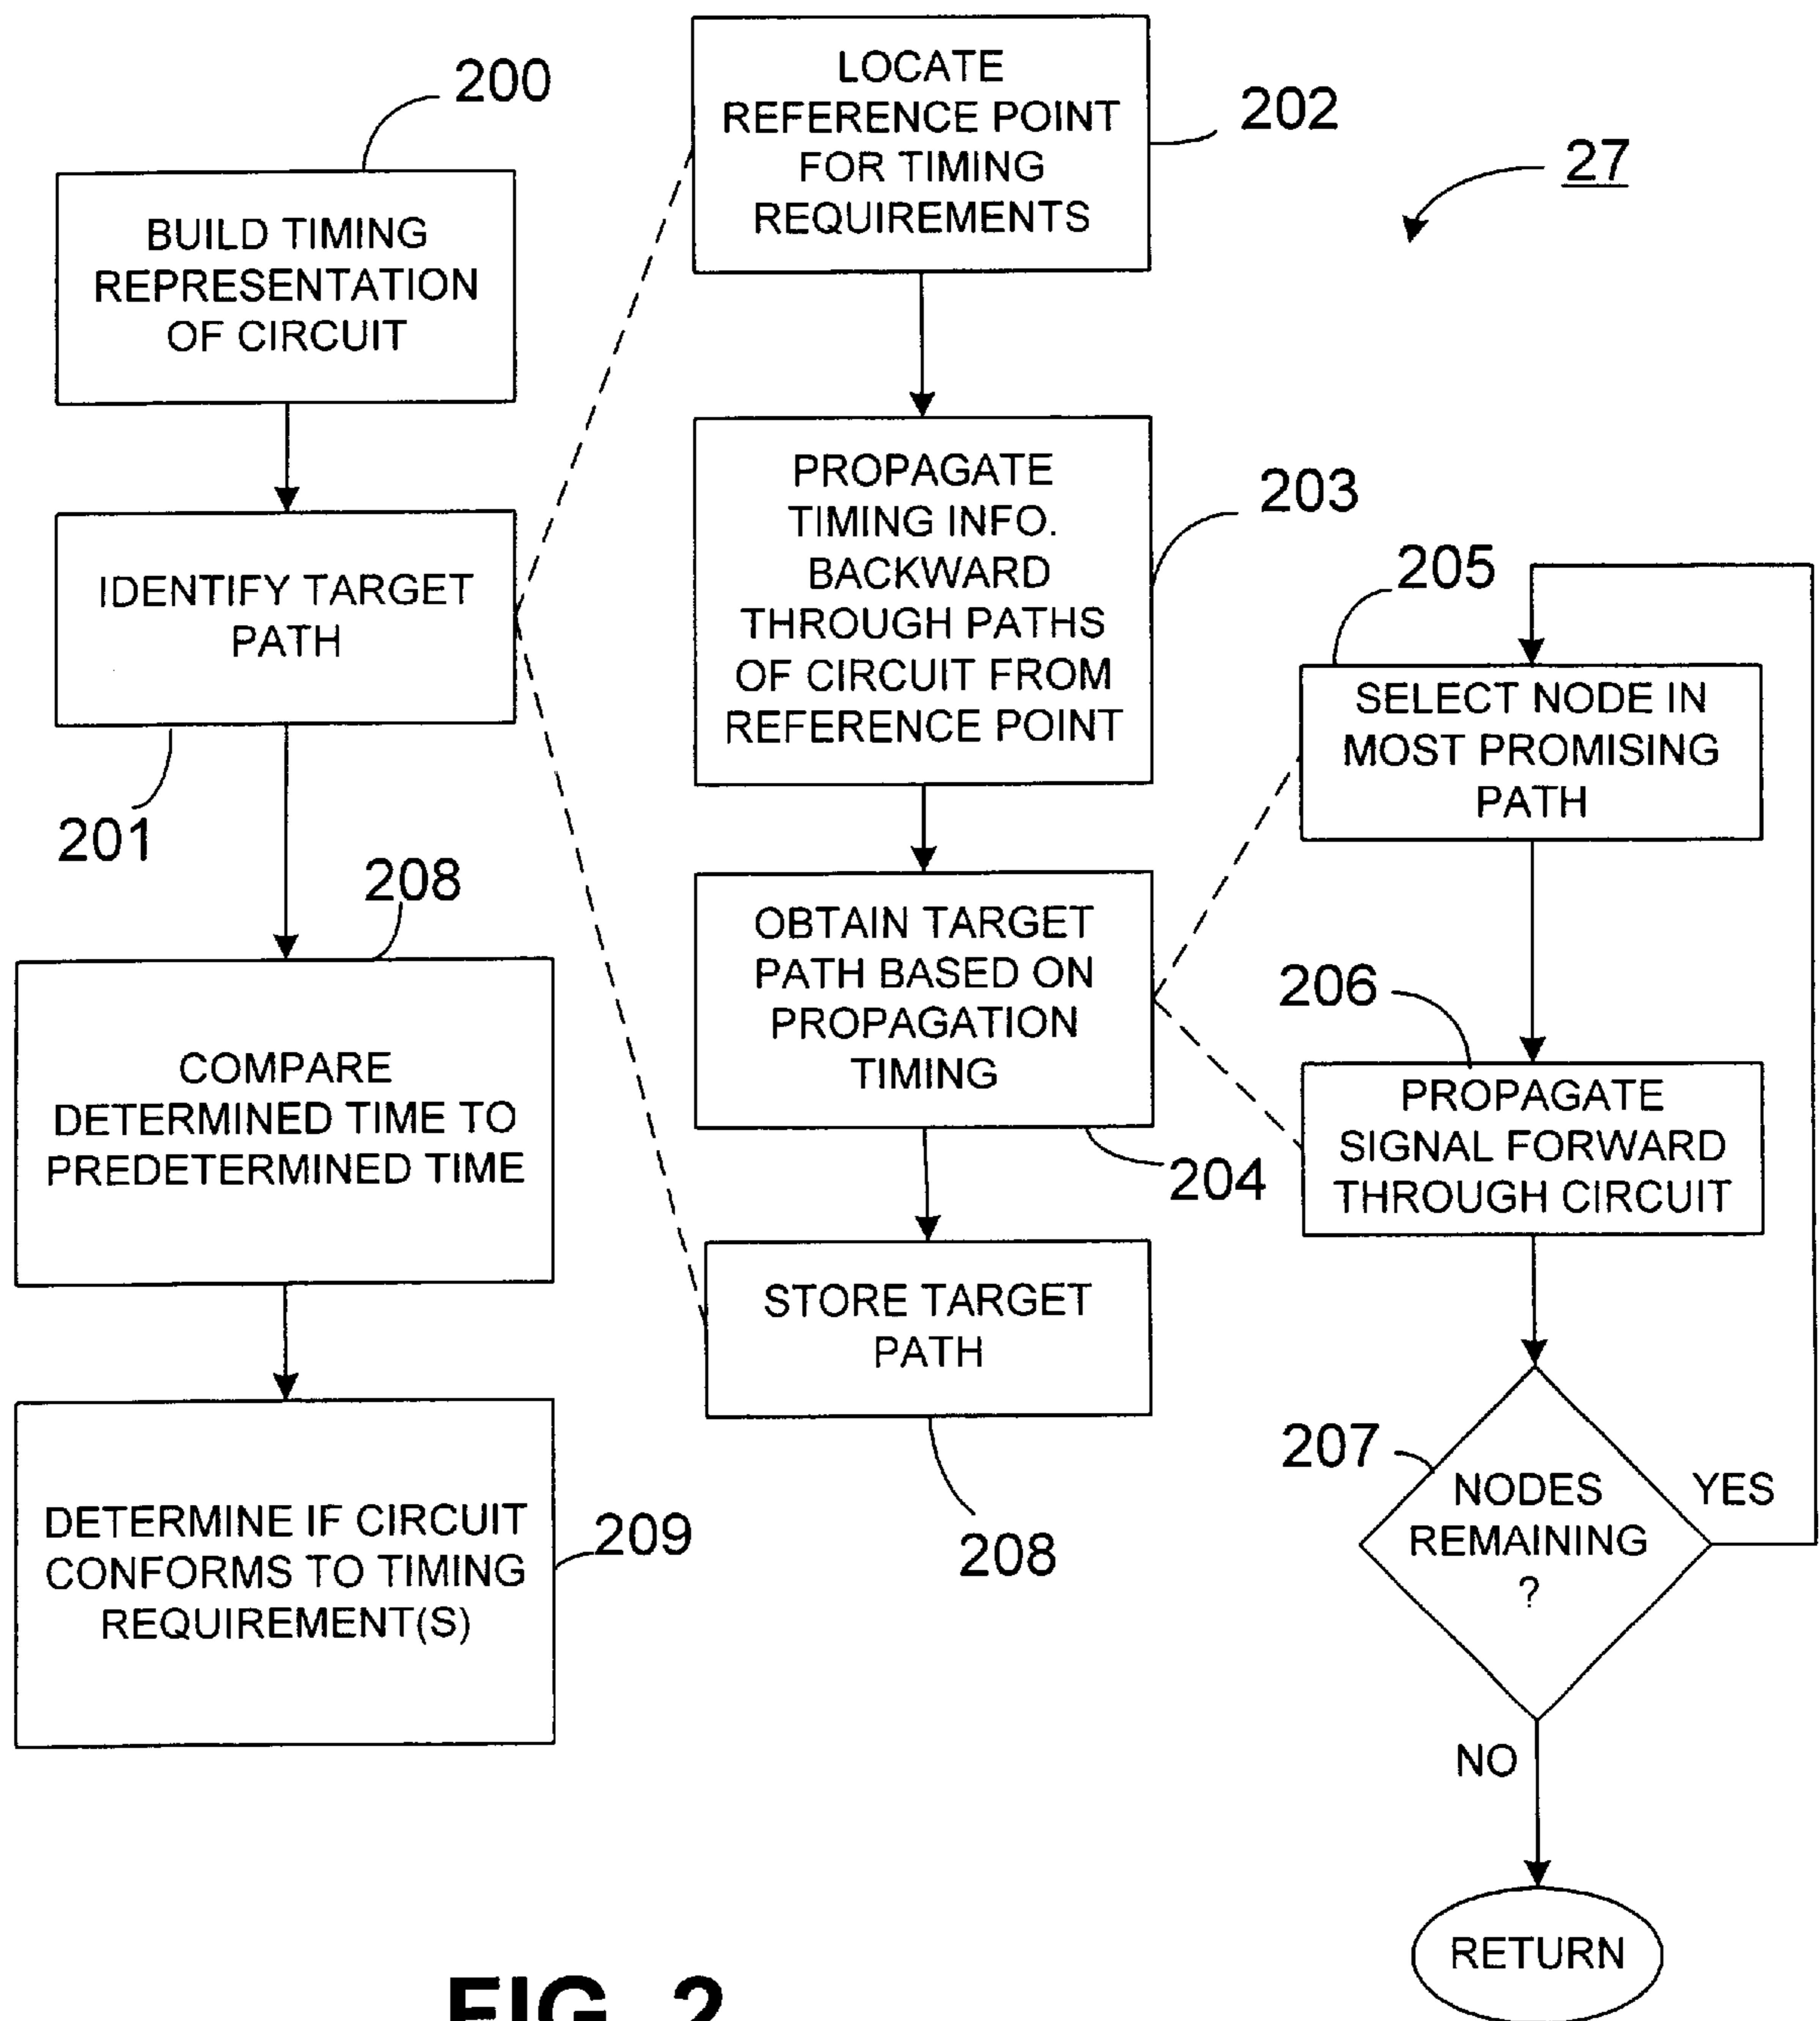 200
BUILD TIMING
REPRESENTATION
OF CIRCUIT
IDENTIFY TARGET
PATH
201
208
COMPARE
DETERMINED TIME TO
PREDETERMINED TIME
DETERMINE IF CIRCUIT
CONFORMS TO TIMING
REQUIREMENT(S)
209
LOCATE
REFERENCE POINT
FOR TIMING
REQUIREMENTS
202
PROPAGATE
TIMING INFO.
BACKWARD
THROUGH PATHS
OF CIRCUIT FROM
REFERENCE POINT
203
OBTAIN TARGET
PATH BASED ON
PROPAGATION
TIMING
204
STORE TARGET
PATH
208
27
205
SELECT NODE IN
MOST PROMISING
PATH
206
PROPAGATE
SIGNAL FORWARD
THROUGH CIRCUIT
207
NODES
REMAINING
?
YES
NO
RETURN
FIG. 2